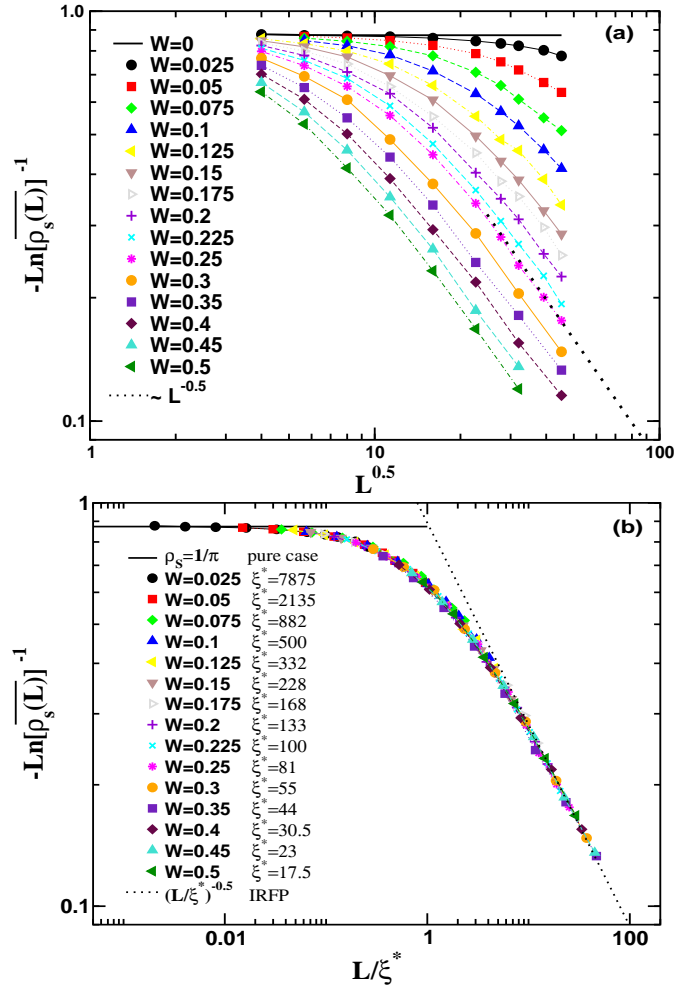 1.0
(a)
W=0
W=0.025
W=0.05
W=0.075
W=0.1
W=0.125
W=0.15
W=0.175
W=0.2
W=0.225
W=0.25
W=0.3
W=0.35
W=0.4
W=0.45
W=0.5
~ L^-0.5
-Ln[ρ_s(L)]^-1
0.1
1 10 100
L^0.5
1
(b)
ρ_s=1/π pure case
W=0.025 ξ*=7875
W=0.05 ξ*=2135
W=0.075 ξ*=882
W=0.1 ξ*=500
W=0.125 ξ*=332
W=0.15 ξ*=228
W=0.175 ξ*=168
W=0.2 ξ*=133
W=0.225 ξ*=100
W=0.25 ξ*=81
W=0.3 ξ*=55
W=0.35 ξ*=44
W=0.4 ξ*=30.5
W=0.45 ξ*=23
W=0.5 ξ*=17.5
(L/ξ*)^-0.5 IRFP
-Ln[ρ_s(L)]^-1
0.1
0.01 1 100
L/ξ*